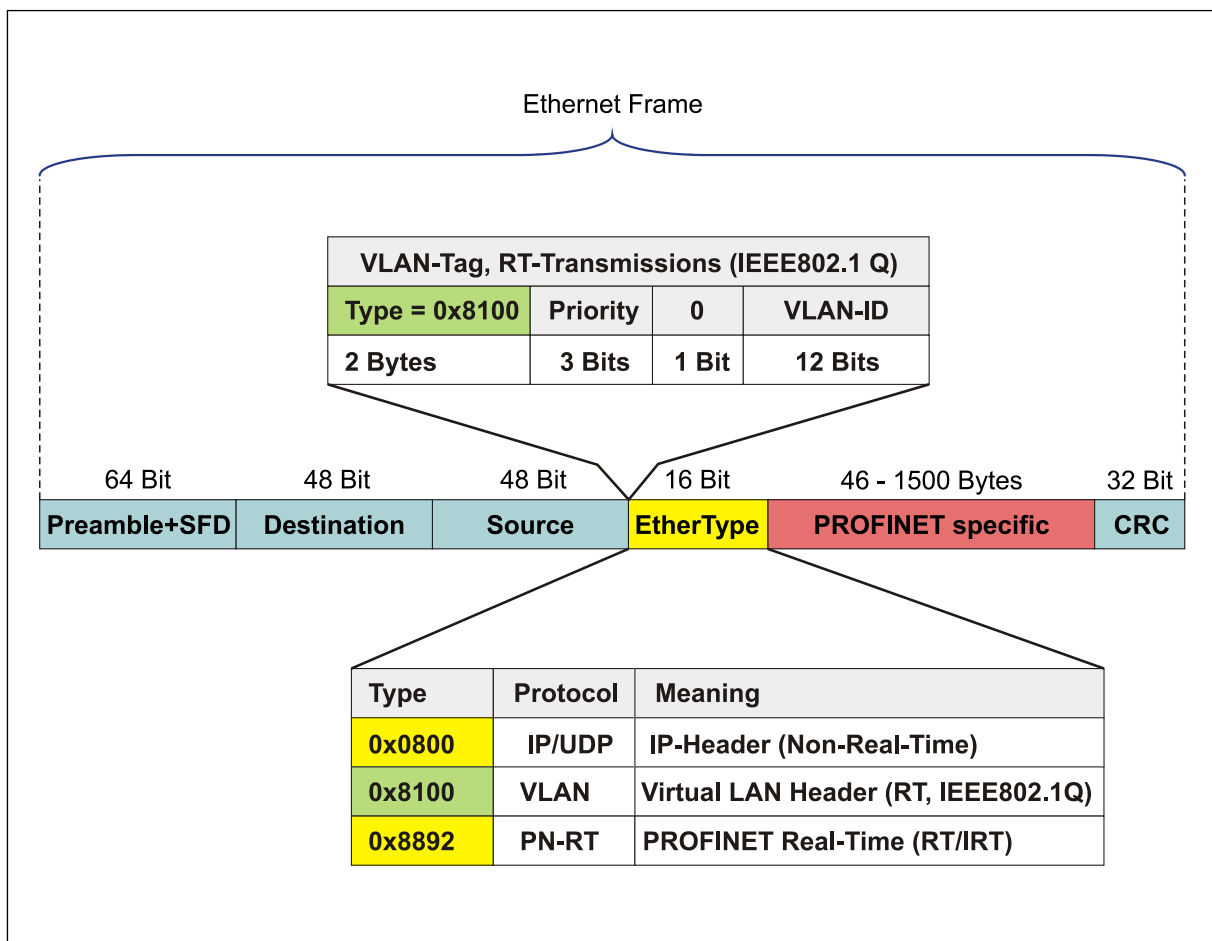 Ethernet Frame
VLAN-Tag, RT-Transmissions (IEEE802.1 Q)
Type = 0x8100 Priority 0 VLAN-ID
2 Bytes 3 Bits 1 Bit 12 Bits
64 Bit 48 Bit 48 Bit 16 Bit 46 - 1500 Bytes 32 Bit
Preamble+SFD Destination Source EtherType PROFINET specific CRC
Type Protocol Meaning
0x0800 IP/UDP IP-Header (Non-Real-Time)
0x8100 VLAN Virtual LAN Header (RT, IEEE802.1Q)
0x8892 PN-RT PROFINET Real-Time (RT/IRT)